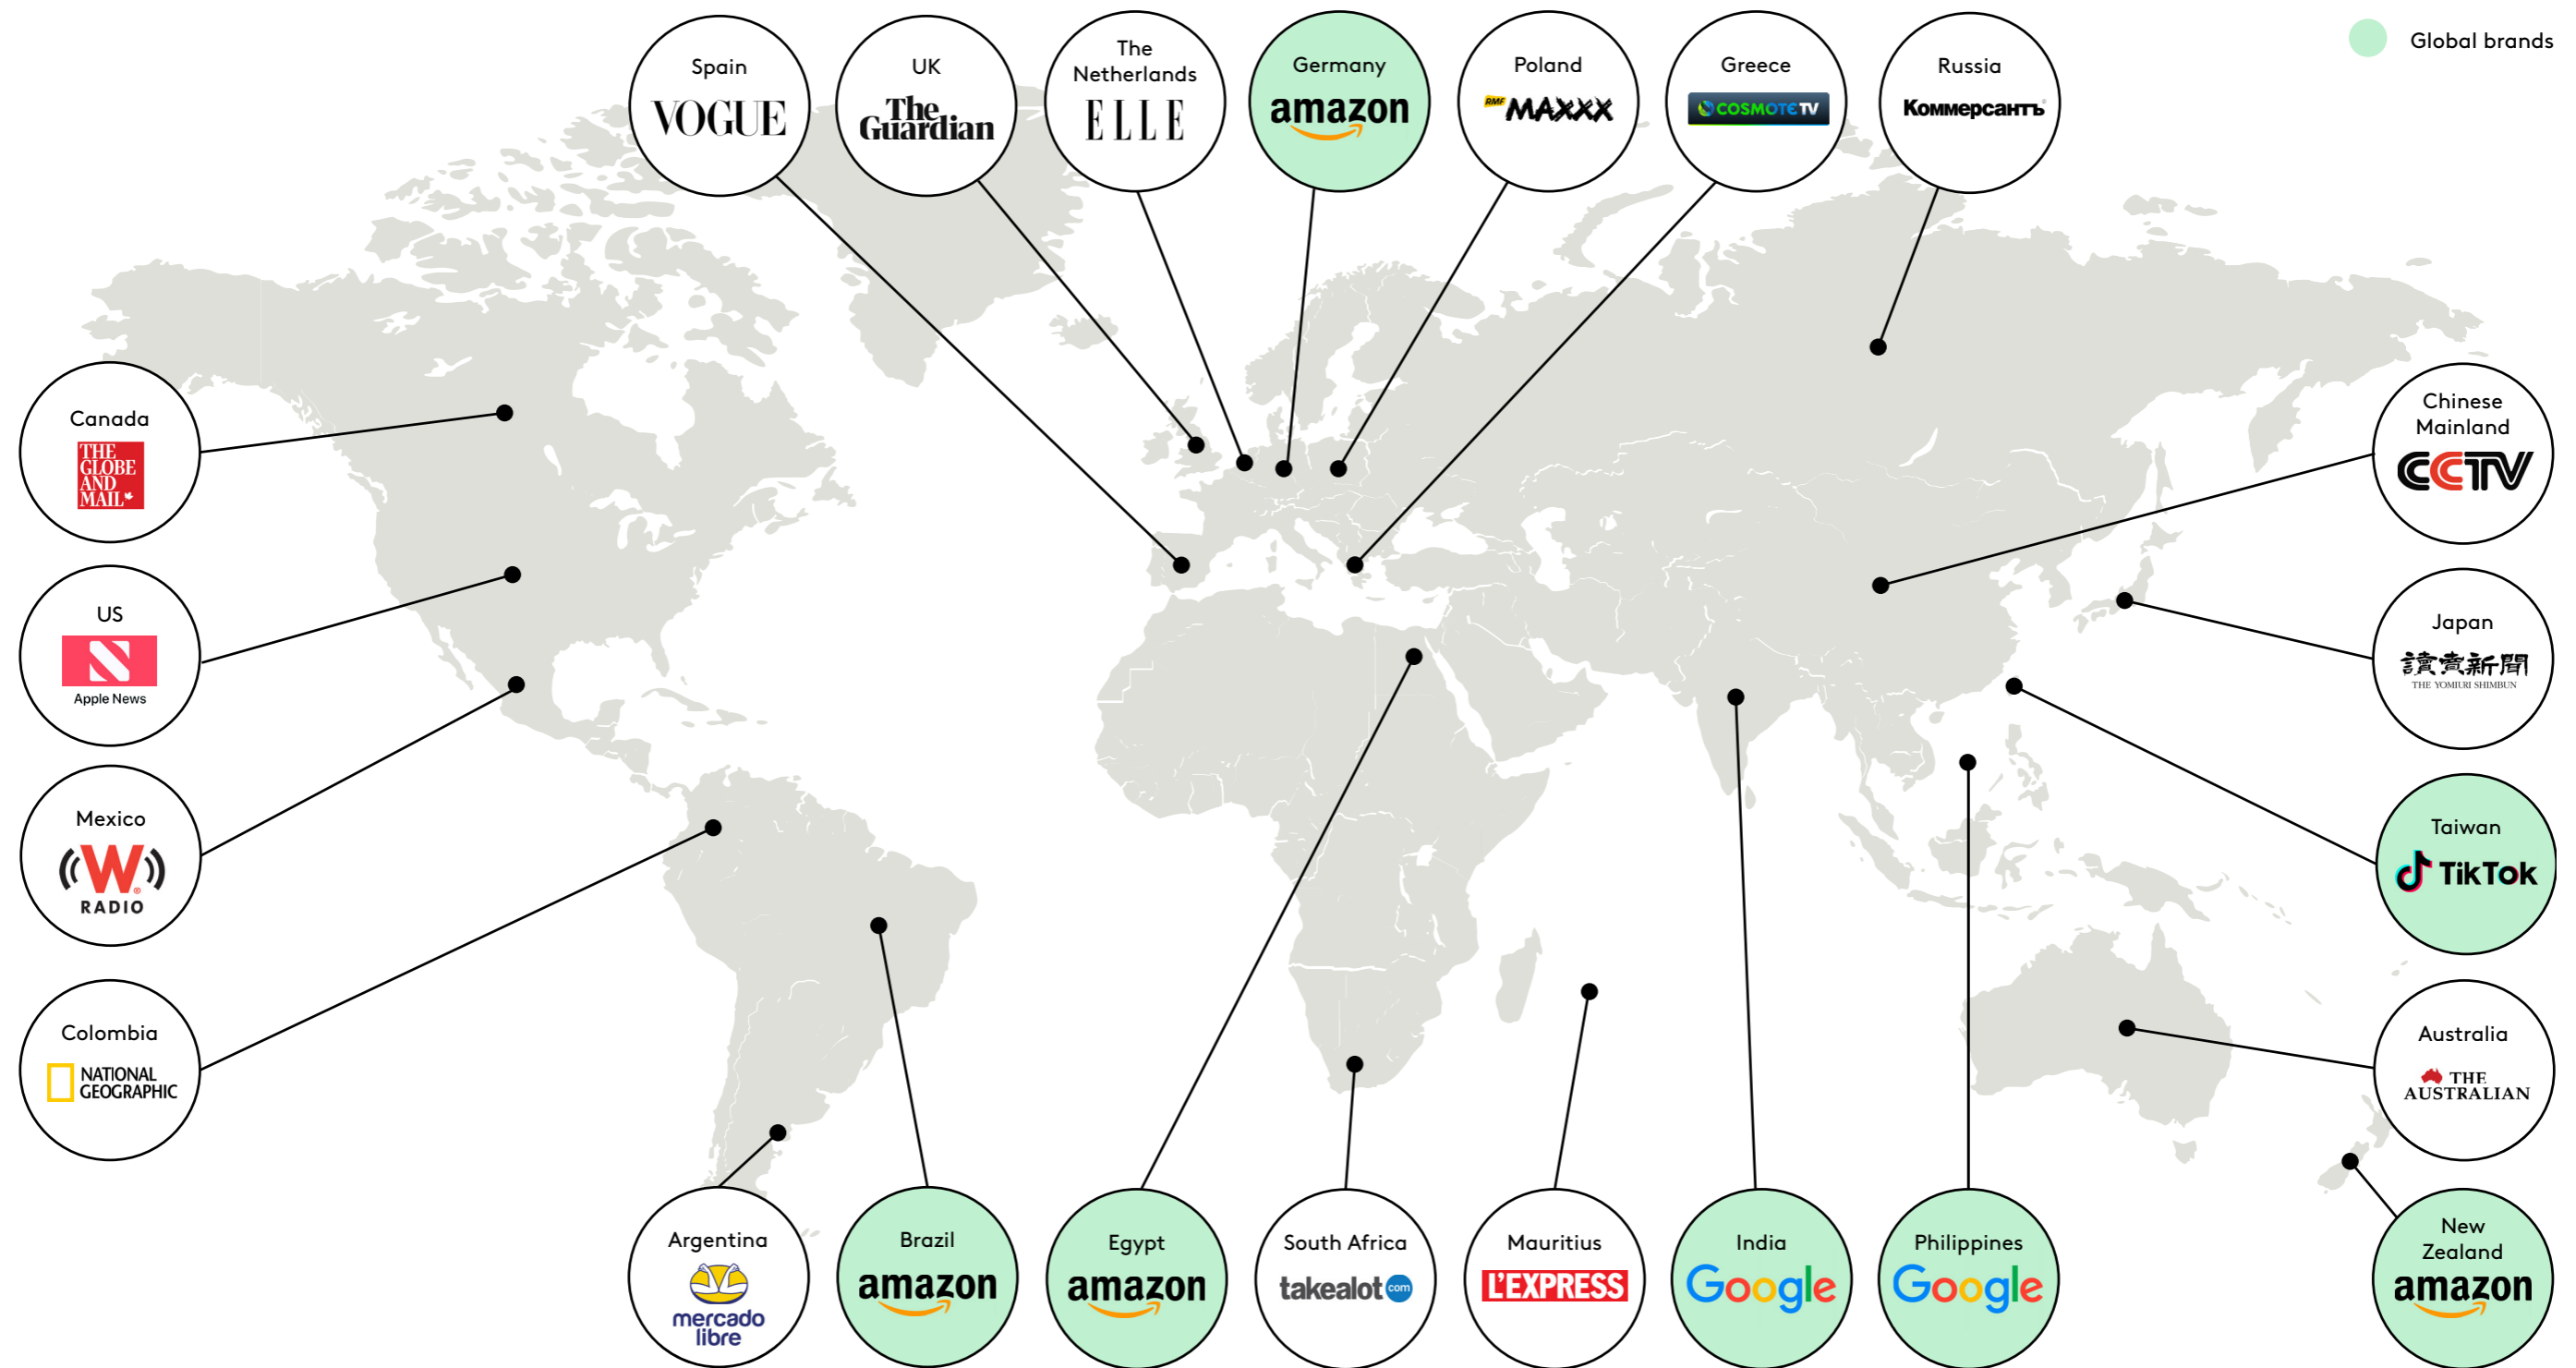 Global brands
Spain
VOGUE
UK
The
Guardian
The
Netherlands
ELLE
Germany
amazon
Poland
RMF MAXXX
Greece
COSMOTE TV
Russia
Коммерсантъ
Canada
THE
GLOBE
AND
MAIL
US
Apple News
Mexico
W
RADIO
Colombia
NATIONAL
GEOGRAPHIC
Chinese
Mainland
CCTV
Japan
讀賣新聞
THE YOMIURI SHIMBUN
Taiwan
TikTok
Australia
THE
AUSTRALIAN
Argentina
mercado
libre
Brazil
amazon
Egypt
amazon
South Africa
takealot com
Mauritius
L'EXPRESS
India
Google
Philippines
Google
New
Zealand
amazon